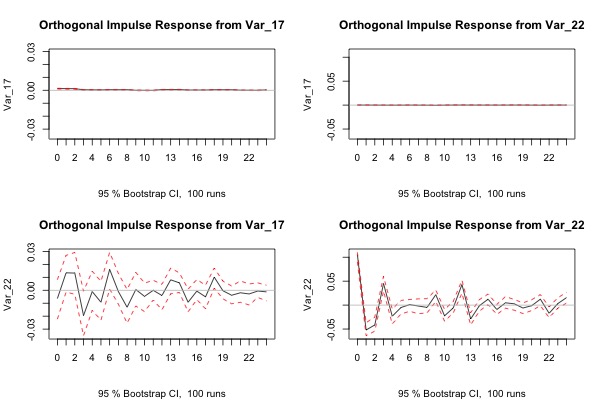 Orthogonal Impulse Response from Var_17
Var_17
0.03
0.00
-0.03
0 2 4 6 8 10 13 16 19 22
95 % Bootstrap CI, 100 runs
Orthogonal Impulse Response from Var_22
Var_17
0.05
-0.05
0 2 4 6 8 10 13 16 19 22
95 % Bootstrap CI, 100 runs
Orthogonal Impulse Response from Var_17
Var_22
0.03
0.00
-0.03
0 2 4 6 8 10 13 16 19 22
95 % Bootstrap CI, 100 runs
Orthogonal Impulse Response from Var_22
Var_22
0.05
-0.05
0 2 4 6 8 10 13 16 19 22
95 % Bootstrap CI, 100 runs